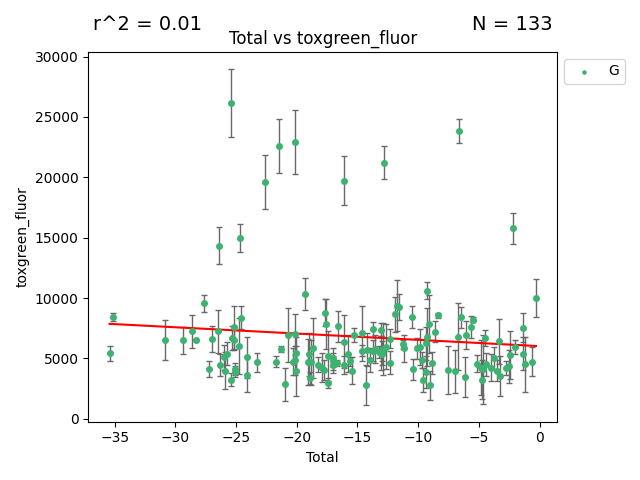 r^2 = 0.01
N = 133
Total vs toxgreen_fluor
G
30000
25000
20000
15000
10000
5000
0
toxgreen_fluor
−35 −30 −25 −20 −15 −10 −5 0
Total